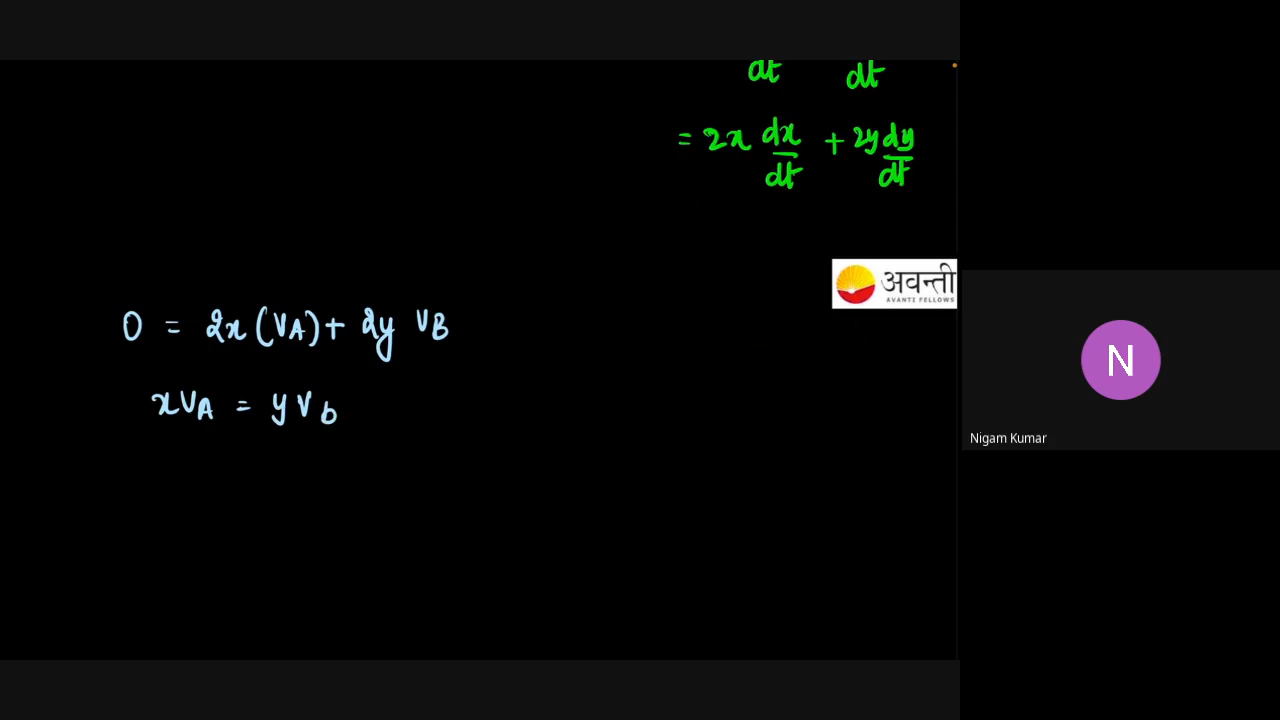 dt dt
= 2x dx/dt + 2y dy/dt
अवन्ती
AVANTI FELLOWS
0 = 2x (VA) + 2y VB
xVA = y Vb
N
Nigam Kumar